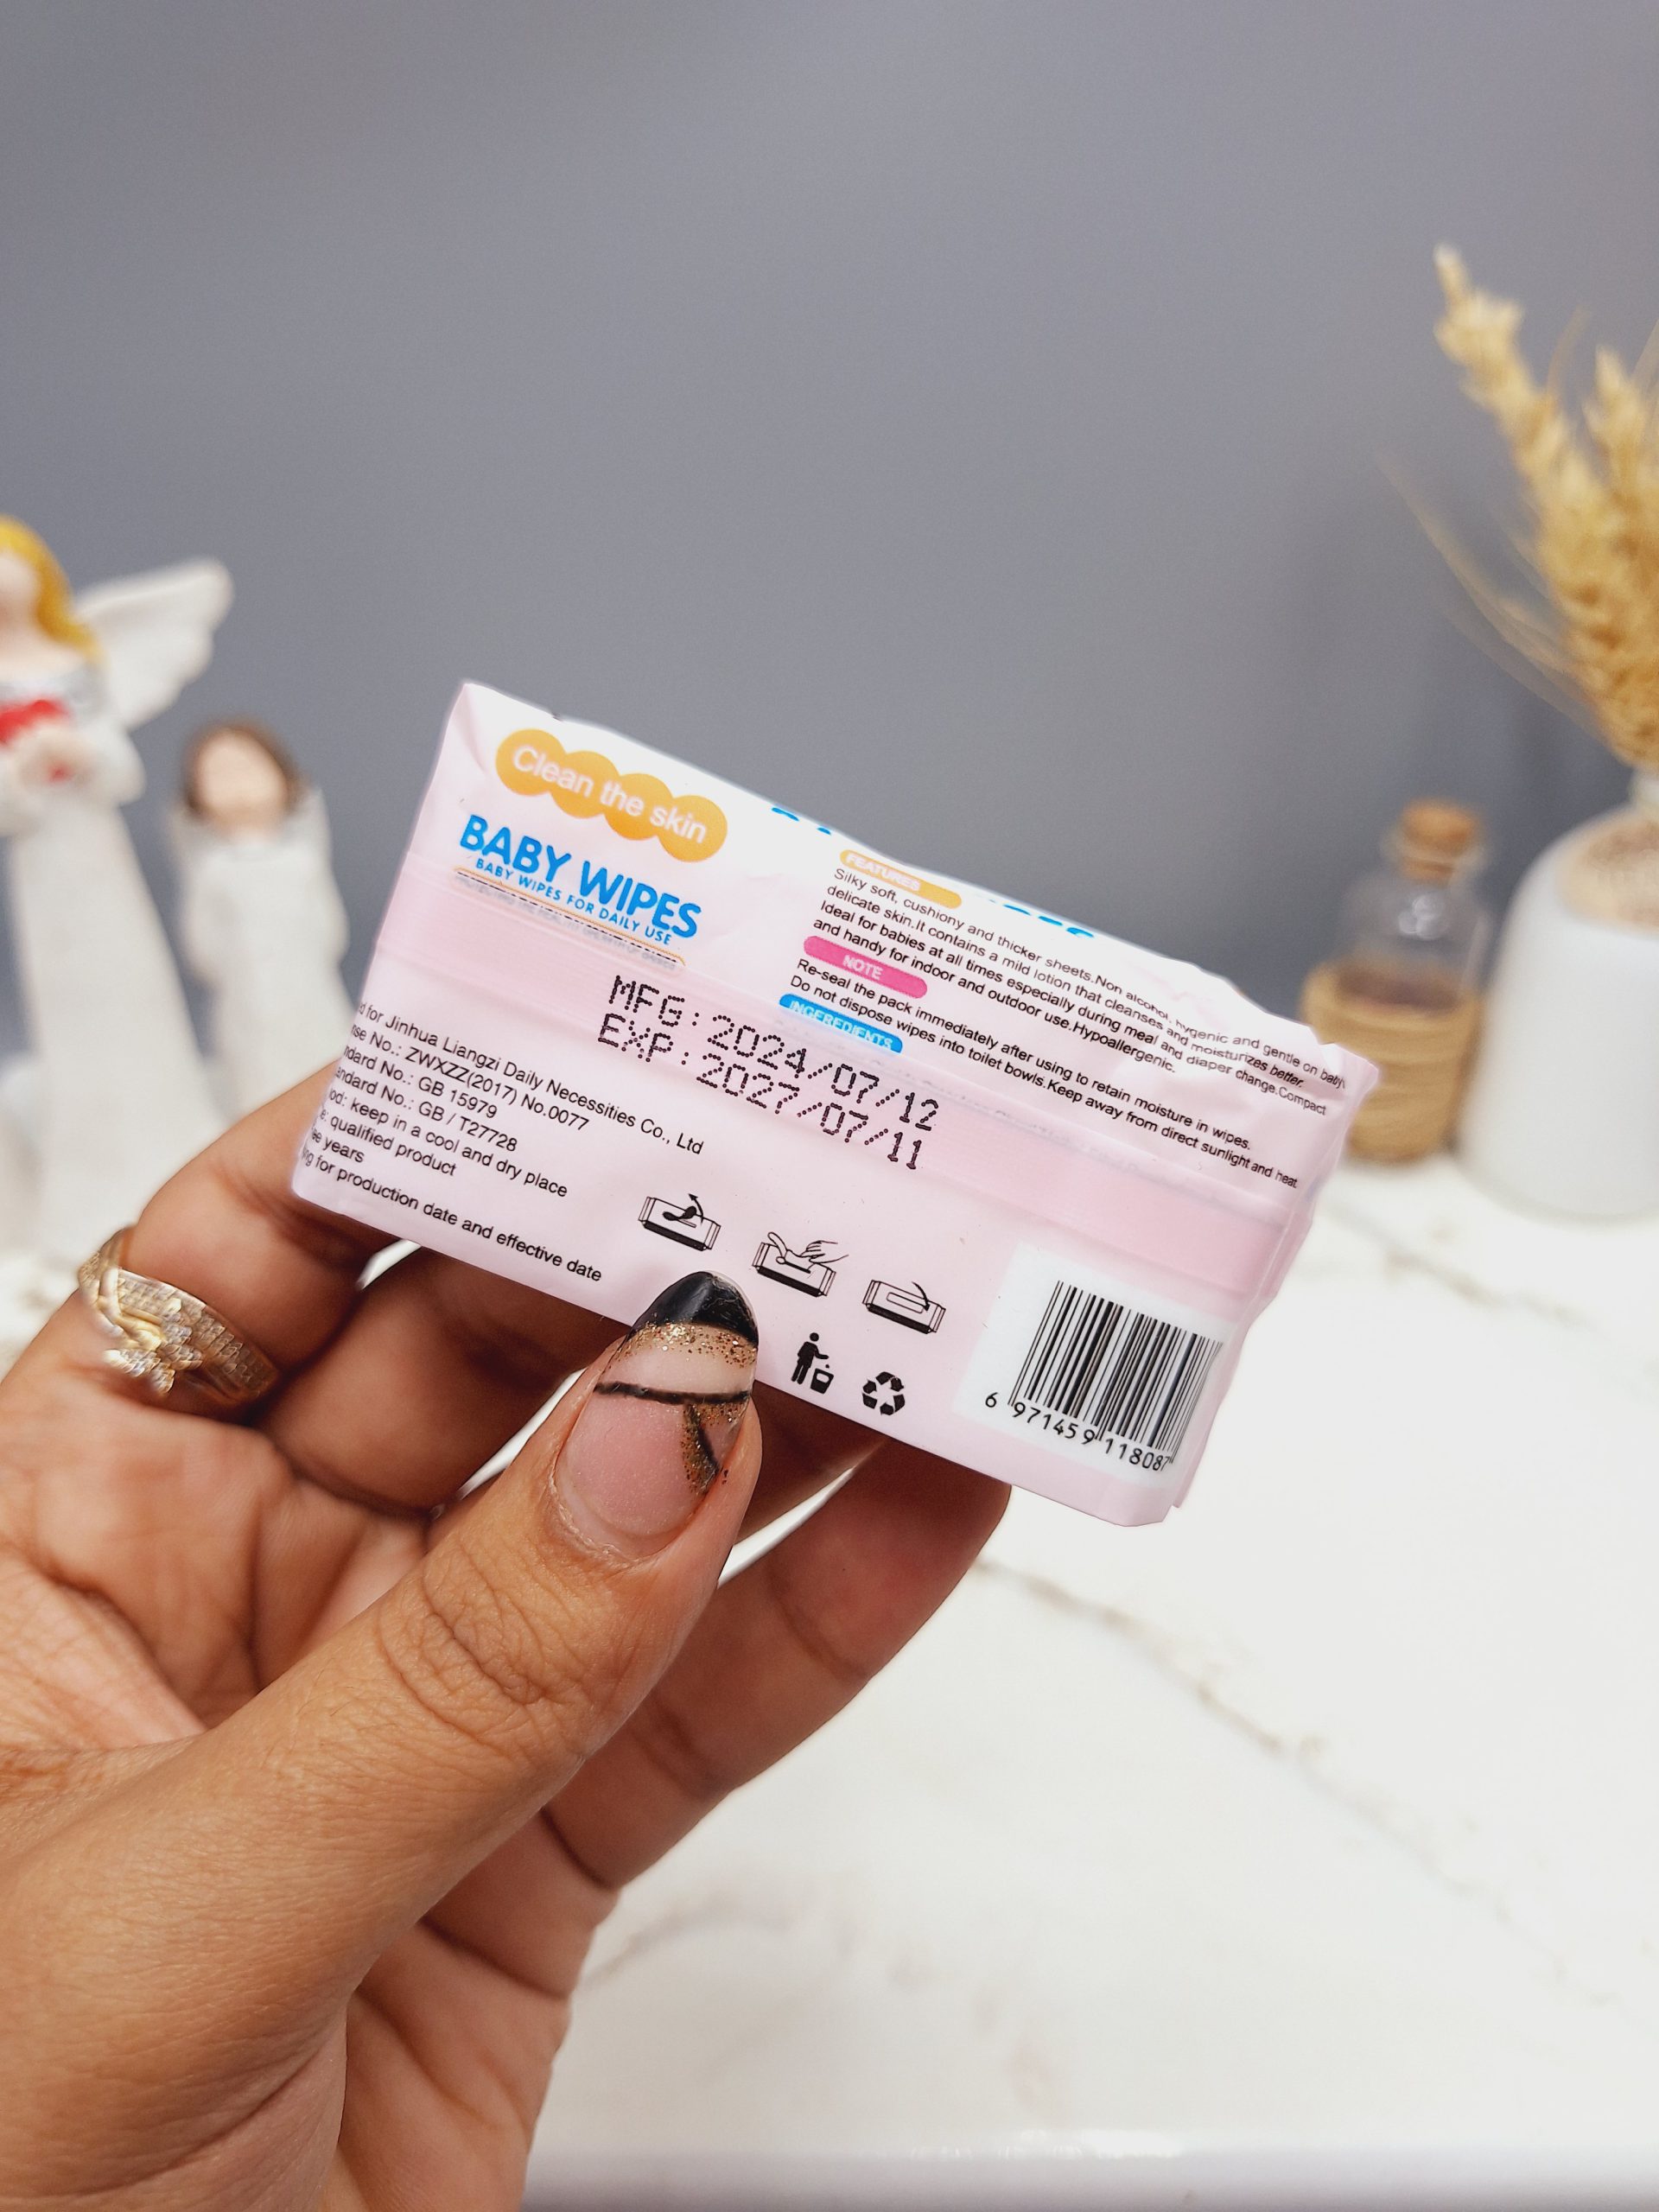 Clean the skin
BABY WIPES
BABY WIPES FOR DAILY USE
FEATURES
Silky soft, cushiony and thicker sheets.Non alcohol, hygenic and gentle on baby's
delicate skin.It contains a mild lotion that cleanses and moisturizes better.
Ideal for babies at all times especially during meal and diaper change.Compact
and handy for indoor and outdoor use.Hypoallergenic.
NOTE
Re-seal the pack immediately after using to retain moisture in wipes.
Do not dispose wipes into toilet bowls.Keep away from direct sunlight and heat.
INGEREDIENTS
MFG:2024/07/12
EXP:2027/07/11
for Jinhua Liangzi Daily Necessities Co., Ltd
No.: ZWXZZ(2017) No.0077
No.: GB 15979
No.: GB / T27728
keep in a cool and dry place
qualified product
years
for production date and effective date
6 971459 118087